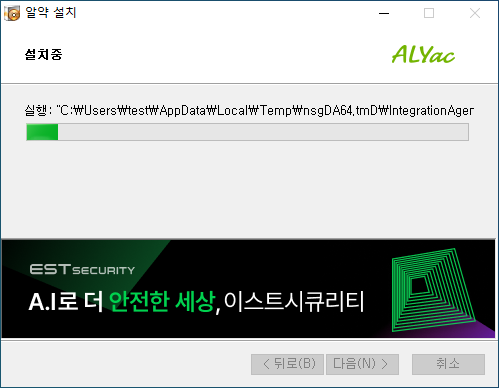 알약 설치
설치중
ALYac
실행: "C:₩Users₩test₩AppData₩Local₩Temp₩nsgDA64.tmD₩IntegrationAger
ESTSECURITY
A.I로 더 안전한 세상, 이스트시큐리티
< 뒤로(B)
다음(N) >
취소